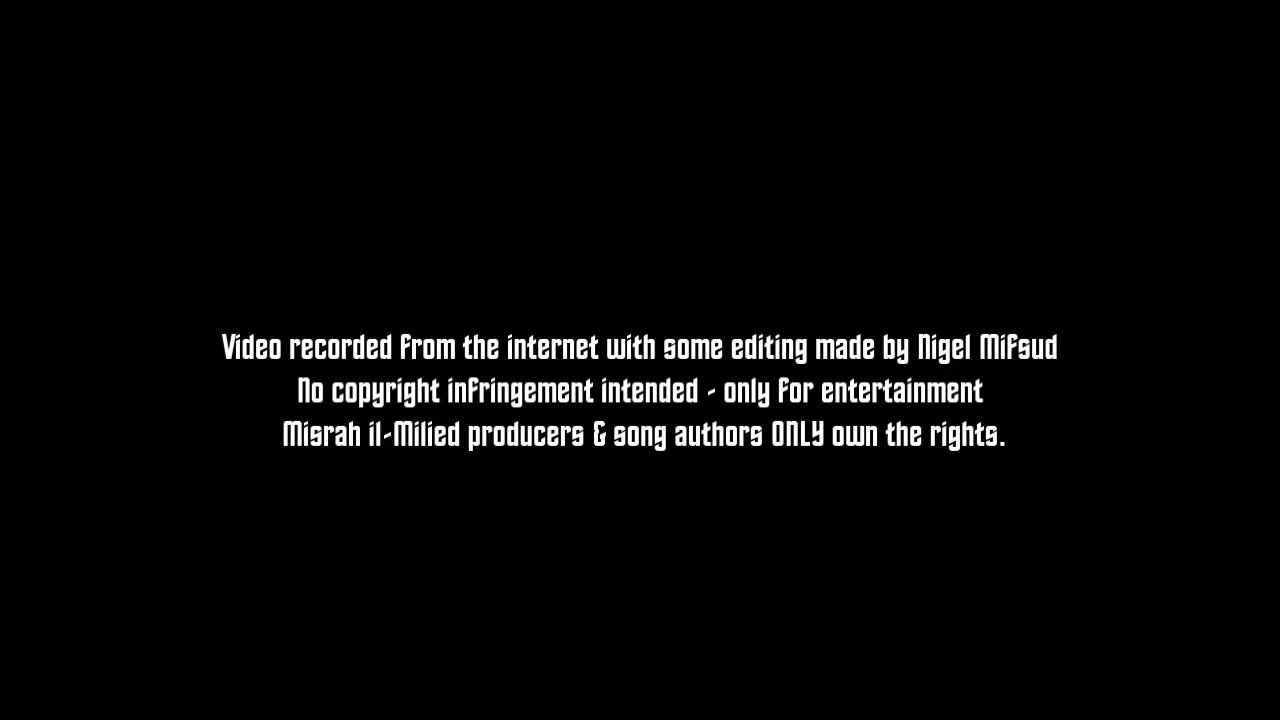 Video recorded from the internet with some editing made by Nigel Mifsud
No copyright infringement intended - only for entertainment
Misrah il-Milied producers & song authors ONLY own the rights.